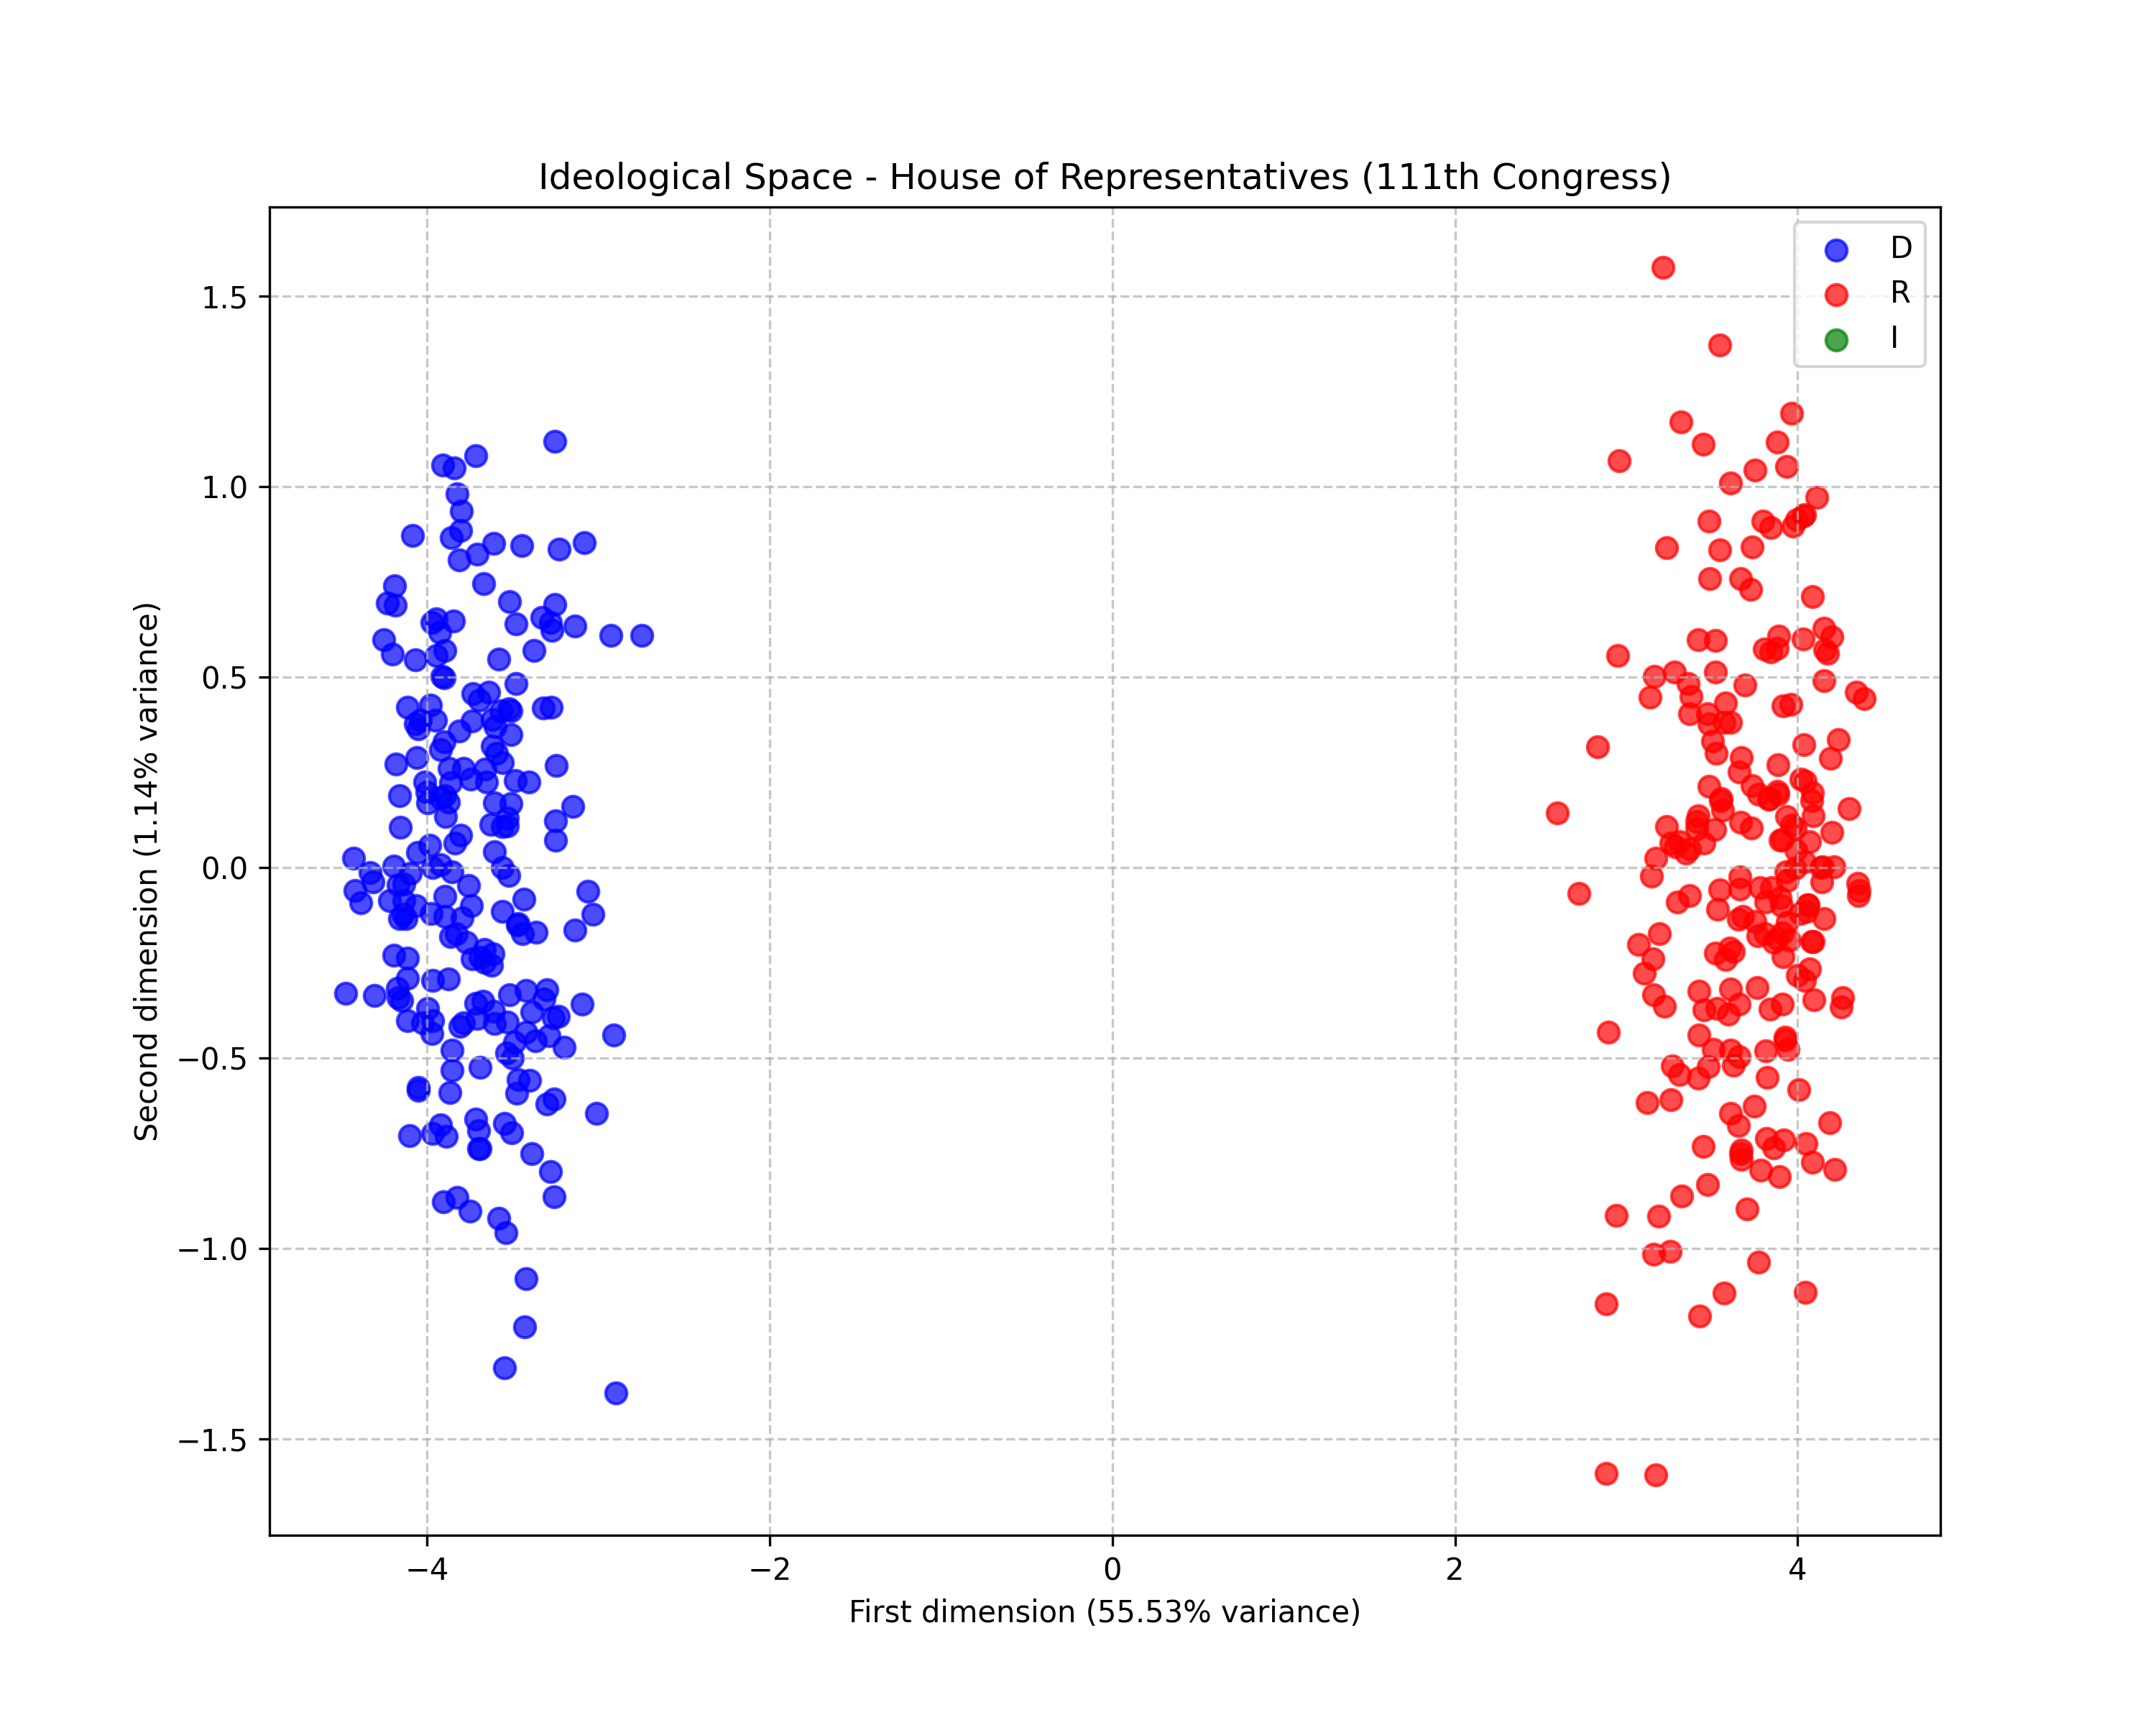 Ideological Space - House of Representatives (111th Congress)
D
R
I
1.5
1.0
0.5
0.0
−0.5
−1.0
−1.5
Second dimension (1.14% variance)
−4
−2
0
2
4
First dimension (55.53% variance)